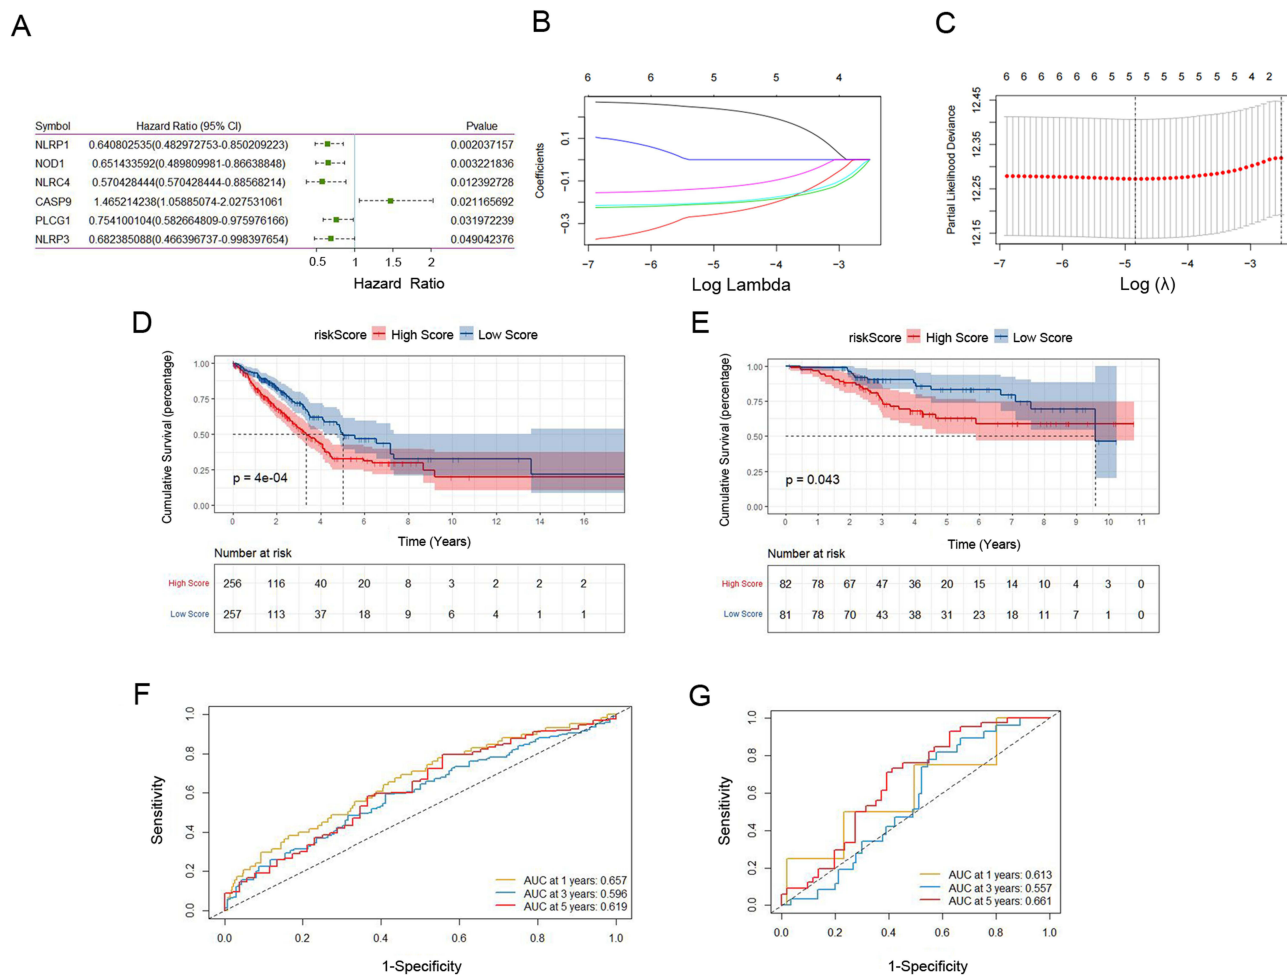 A
Symbol Hazard Ratio (95% CI) Pvalue
NLRP1 0.640802535(0.482972753-0.850209223) 0.002037157
NOD1 0.651433592(0.489809981-0.86638848) 0.003221836
NLRC4 0.570428444(0.570428444-0.88568214) 0.012392728
CASP9 1.465214238(1.05885074-2.027531061) 0.021165692
PLCG1 0.754100104(0.582664809-0.975976166) 0.031972239
NLRP3 0.682385088(0.466396737-0.998397654) 0.049042376
0.5 1 1.5 2
Hazard Ratio
B
6 6 5 5 4
Coefficients
0.1
-0.1
-0.3
-7 -6 -5 -4 -3
Log Lambda
C
6 6 6 6 6 6 5 5 5 5 5 5 5 5 4 2
Partial Likelihood Deviance
12.45
12.35
12.25
12.15
-7 -6 -5 -4 -3
Log (λ)
D
riskScore High Score Low Score
Cumulative Survival (percentage)
1.00
0.75
0.50
0.25
0.00
p = 4e-04
0 2 4 6 8 10 12 14 16
Time (Years)
Number at risk
High Score 256 116 40 20 8 3 2 2 2
Low Score 257 113 37 18 9 6 4 1 1
E
riskScore High Score Low Score
Cumulative Survival (percentage)
1.00
0.75
0.50
0.25
0.00
p = 0.043
0 1 2 3 4 5 6 7 8 9 10 11
Time (Years)
Number at risk
High Score 82 78 67 47 36 20 15 14 10 4 3 0
Low Score 81 78 70 43 38 31 23 18 11 7 1 0
F
Sensitivity
1.0
0.8
0.6
0.4
0.2
0.0
AUC at 1 years: 0.657
AUC at 3 years: 0.596
AUC at 5 years: 0.619
0.0 0.2 0.4 0.6 0.8 1.0
1-Specificity
G
Sensitivity
1.0
0.8
0.6
0.4
0.2
0.0
AUC at 1 years: 0.613
AUC at 3 years: 0.557
AUC at 5 years: 0.661
0.0 0.2 0.4 0.6 0.8 1.0
1-Specificity